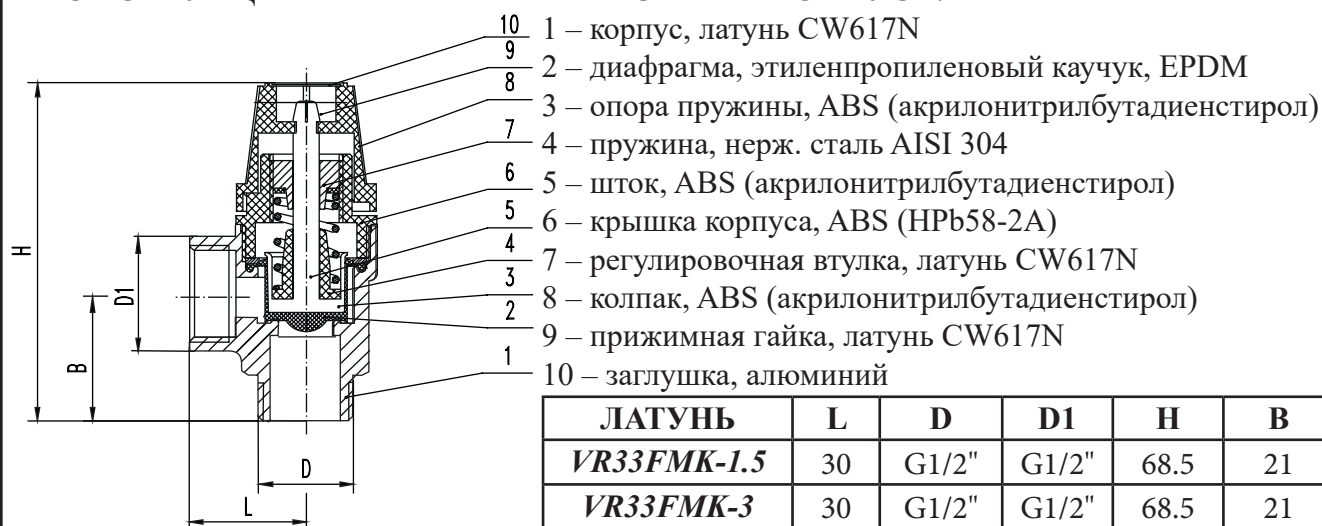 1 – корпус, латунь CW617N
2 – диафрагма, этиленпропиленовый каучук, EPDM
3 – опора пружины, ABS (акрилонитрилбутадиенстирол)
4 – пружина, нерж. сталь AISI 304
5 – шток, ABS (акрилонитрилбутадиенстирол)
6 – крышка корпуса, ABS (HPb58-2A)
7 – регулировочная втулка, латунь CW617N
8 – колпак, ABS (акрилонитрилбутадиенстирол)
9 – прижимная гайка, латунь CW617N
10 – заглушка, алюминий
10
9
8
7
6
5
4
3
2
1
H
D1
B
D
L
ЛАТУНЬ L D D1 H B
VR33FMK-1.5 30 G1/2" G1/2" 68.5 21
VR33FMK-3 30 G1/2" G1/2" 68.5 21